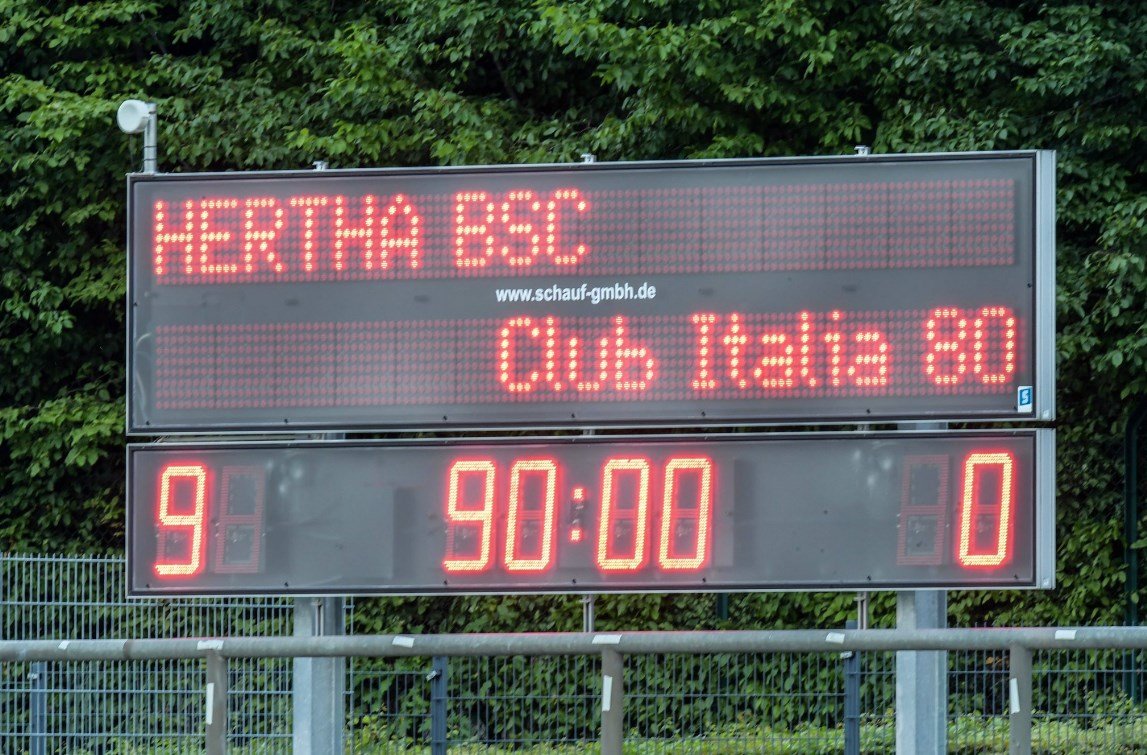 HERTHA BSC
www.schauf-gmbh.de
Club Italia 80
9 90:00 0